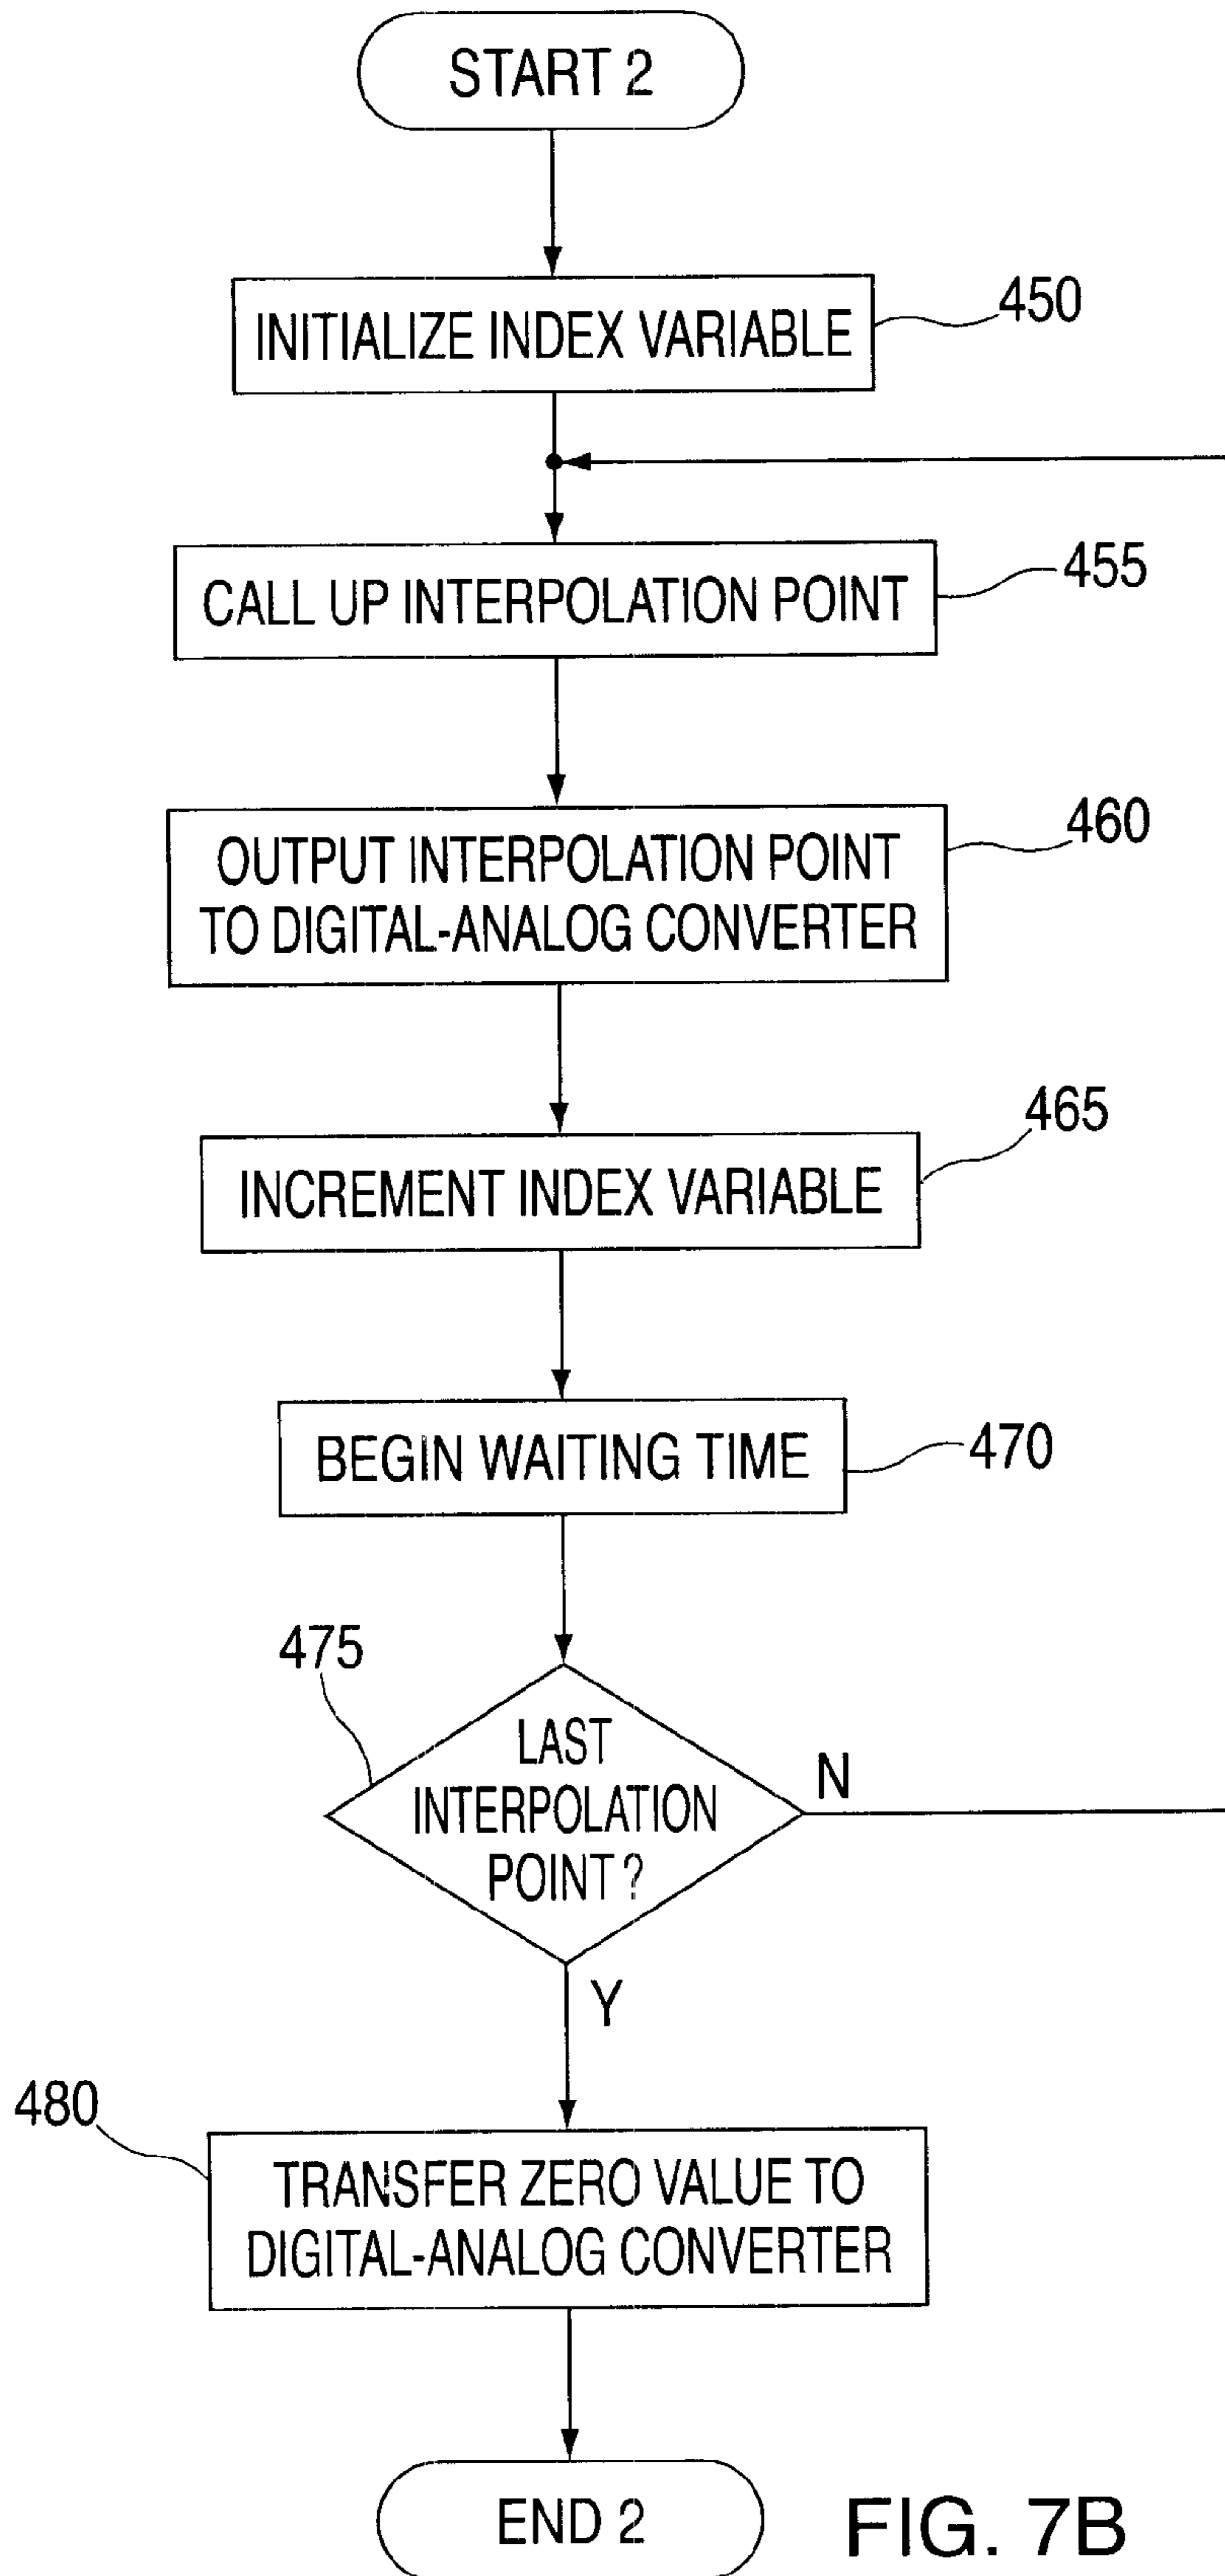 START 2
INITIALIZE INDEX VARIABLE
450
CALL UP INTERPOLATION POINT
455
OUTPUT INTERPOLATION POINT
TO DIGITAL-ANALOG CONVERTER
460
INCREMENT INDEX VARIABLE
465
BEGIN WAITING TIME
470
475
LAST
INTERPOLATION
POINT?
N
Y
480
TRANSFER ZERO VALUE TO
DIGITAL-ANALOG CONVERTER
END 2
FIG. 7B